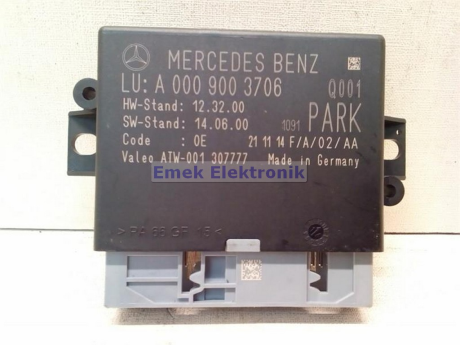 MERCEDES BENZ
LU: A 000 900 3706 Q001
HW-Stand: 12.32.00
SW-Stand: 14.06.00 1091 PARK
Code : 0E 21 11 14 F/A/02/AA
Valeo ATW-001 307777 Made in Germany
Emek Elektronik